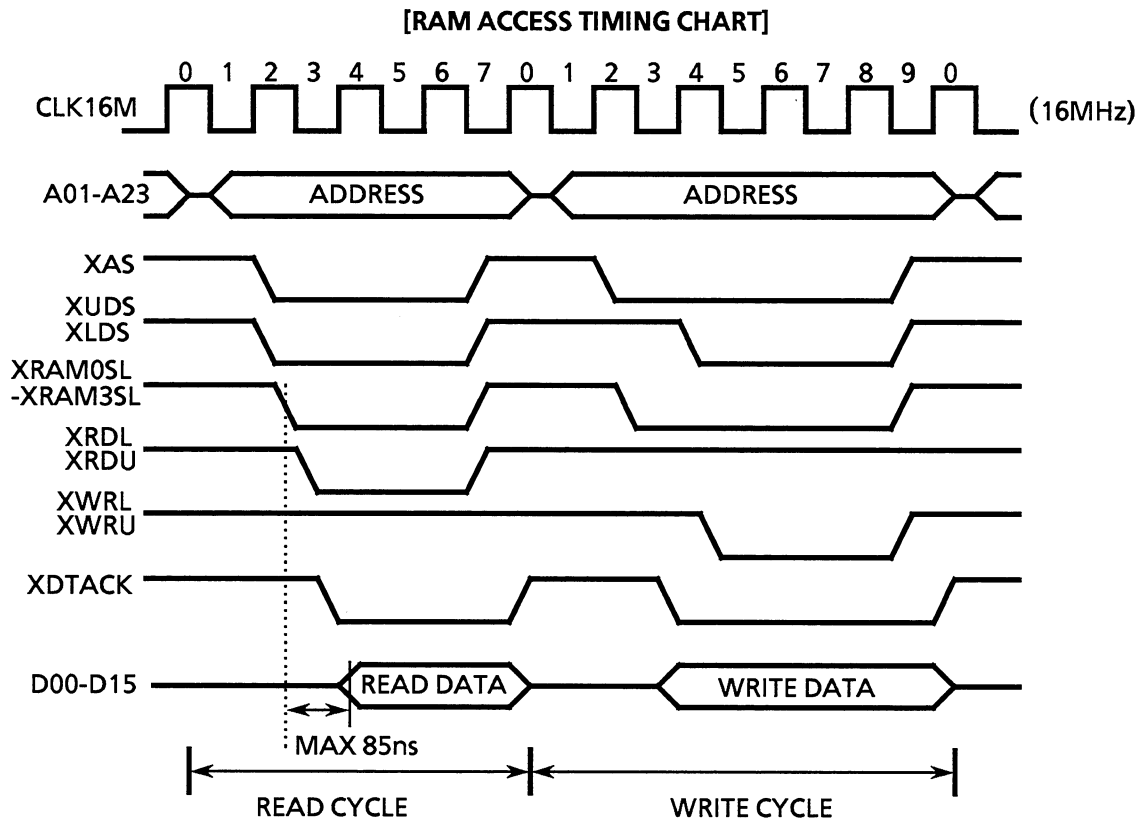 [RAM ACCESS TIMING CHART]
0 1 2 3 4 5 6 7 0 1 2 3 4 5 6 7 8 9 0
CLK16M (16MHz)
A01-A23 ADDRESS ADDRESS
XAS
XUDS
XLDS
XRAM0SL
-XRAM3SL
XRDL
XRDU
XWRL
XWRU
XDTACK
D00-D15 READ DATA WRITE DATA
MAX 85ns
READ CYCLE WRITE CYCLE